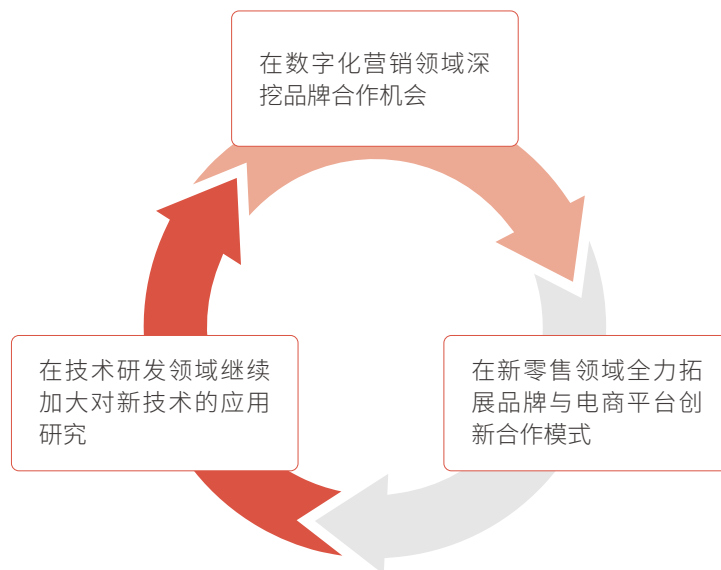 在数字化营销领域深
挖品牌合作机会
在技术研发领域继续
加大对新技术的应用
研究
在新零售领域全力拓
展品牌与电商平台创
新合作模式